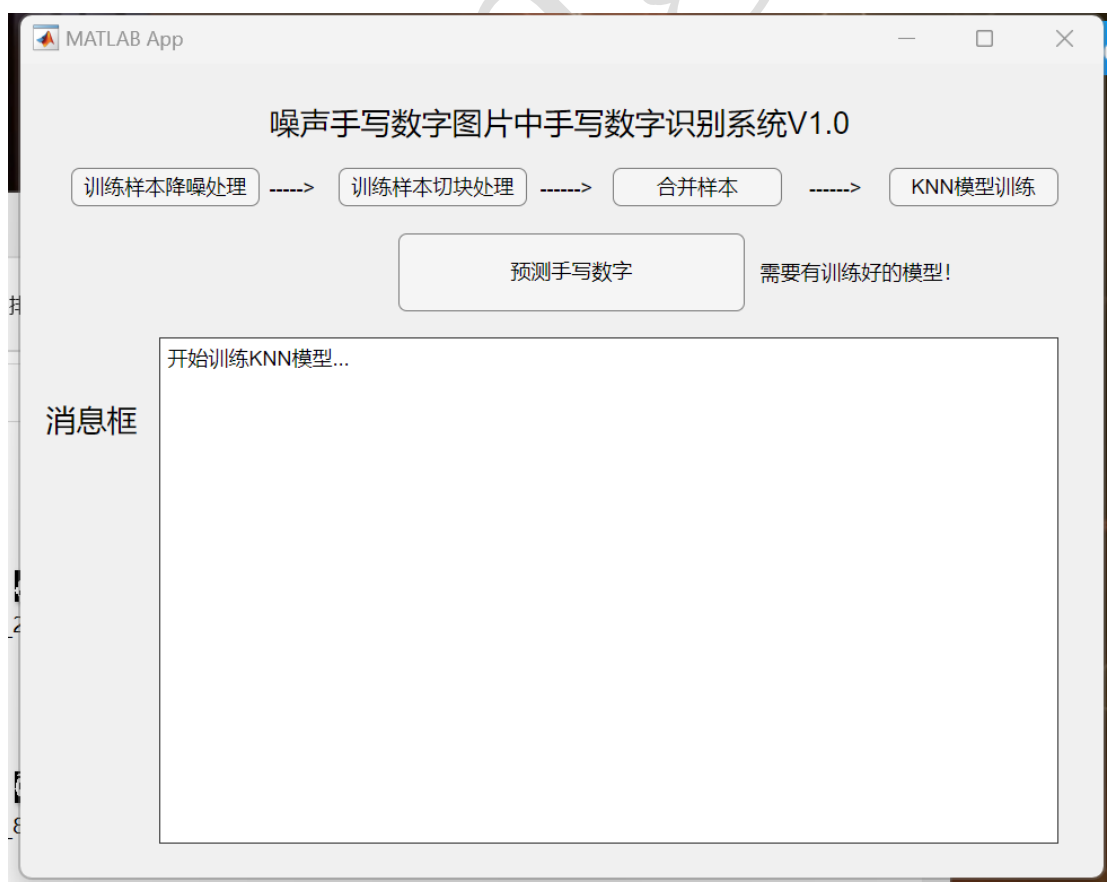 MATLAB App
噪声手写数字图片中手写数字识别系统V1.0
训练样本降噪处理 -----> 训练样本切块处理 ------> 合并样本 ------> KNN模型训练
预测手写数字 需要有训练好的模型!
开始训练KNN模型...
消息框
_2
_8